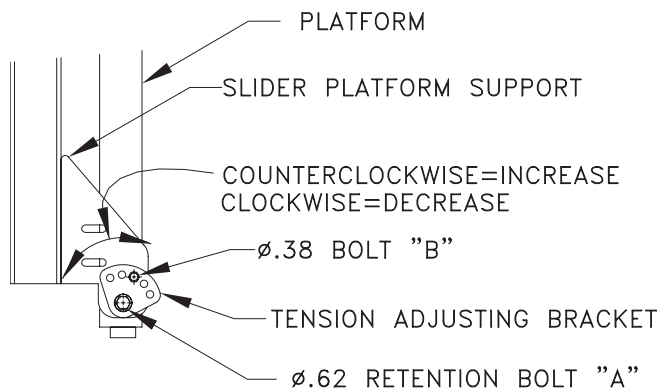 PLATFORM
SLIDER PLATFORM SUPPORT
COUNTERCLOCKWISE=INCREASE
CLOCKWISE=DECREASE
ø.38 BOLT "B"
TENSION ADJUSTING BRACKET
ø.62 RETENTION BOLT "A"